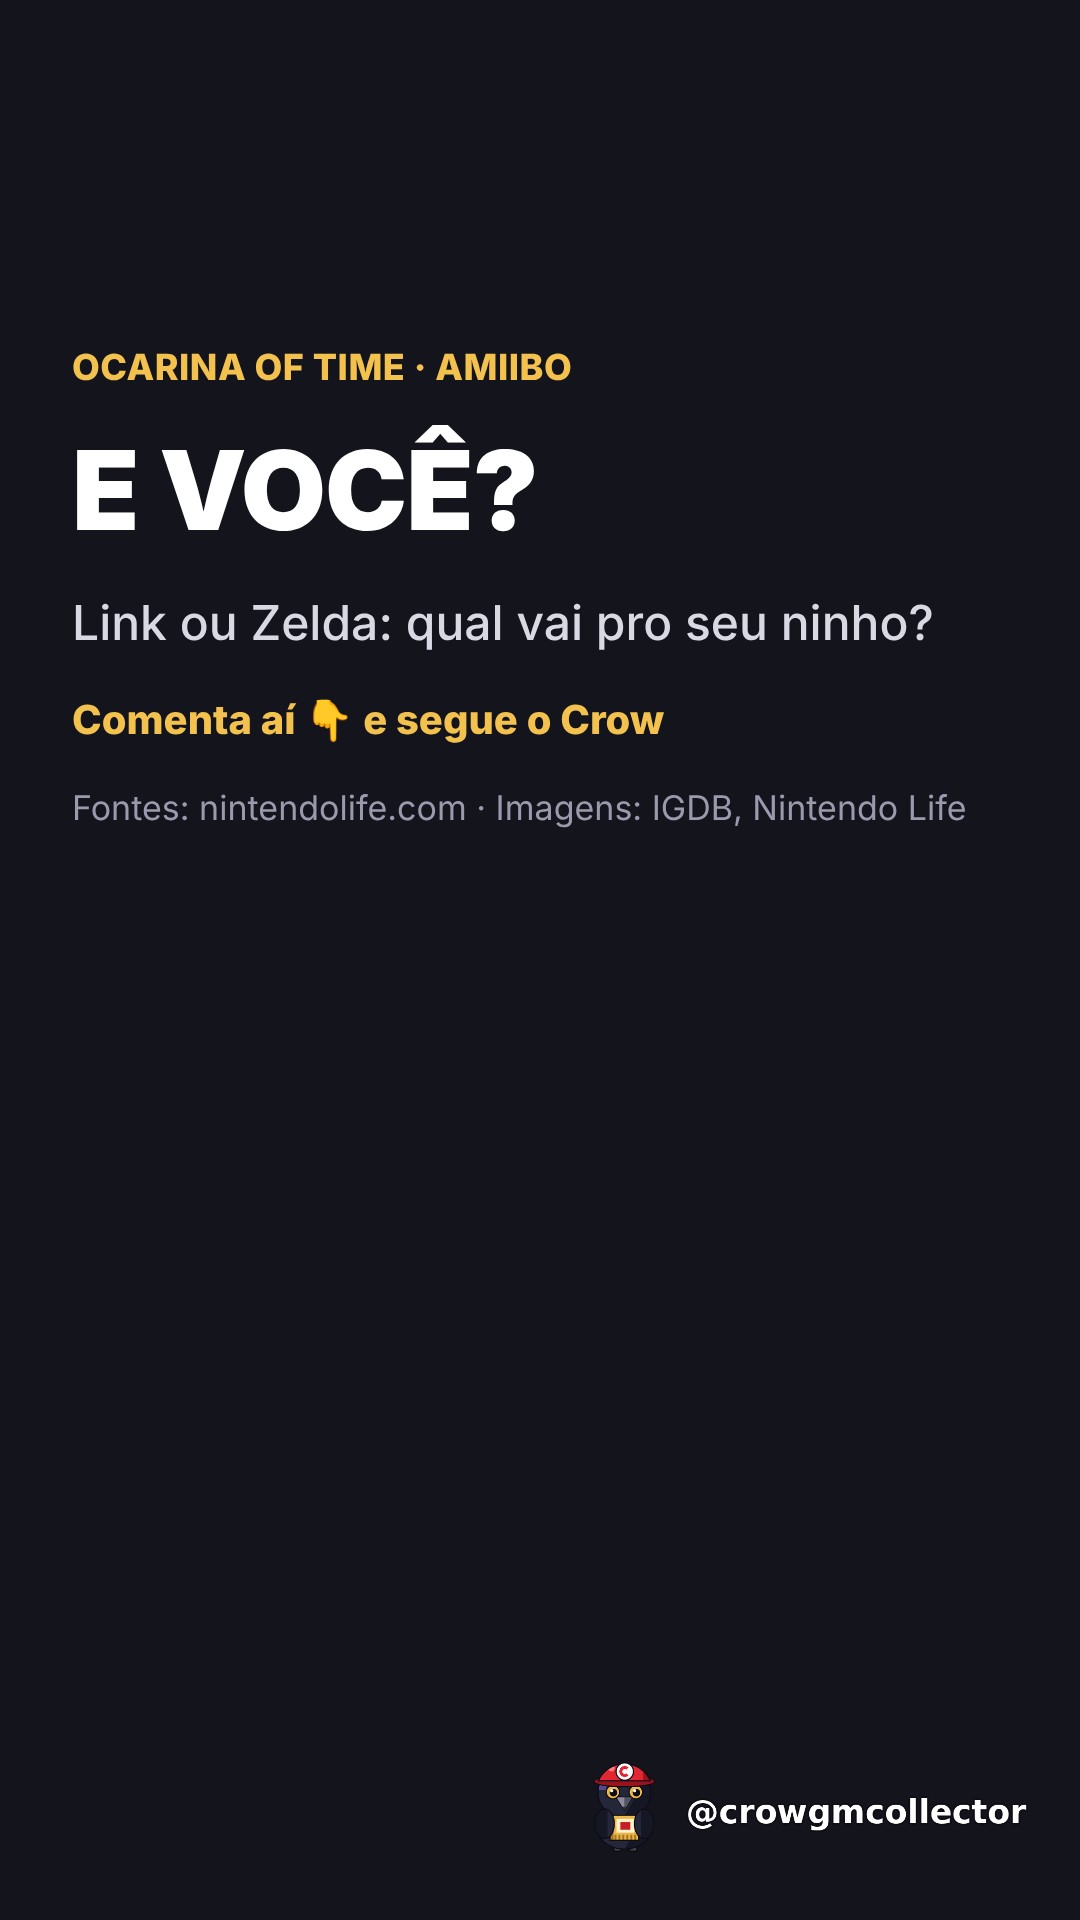 OCARINA OF TIME · AMIIBO
E VOCÊ?
Link ou Zelda: qual vai pro seu ninho?
Comenta aí 👇 e segue o Crow
Fontes: nintendolife.com · Imagens: IGDB, Nintendo Life
C
@crowgmcollector